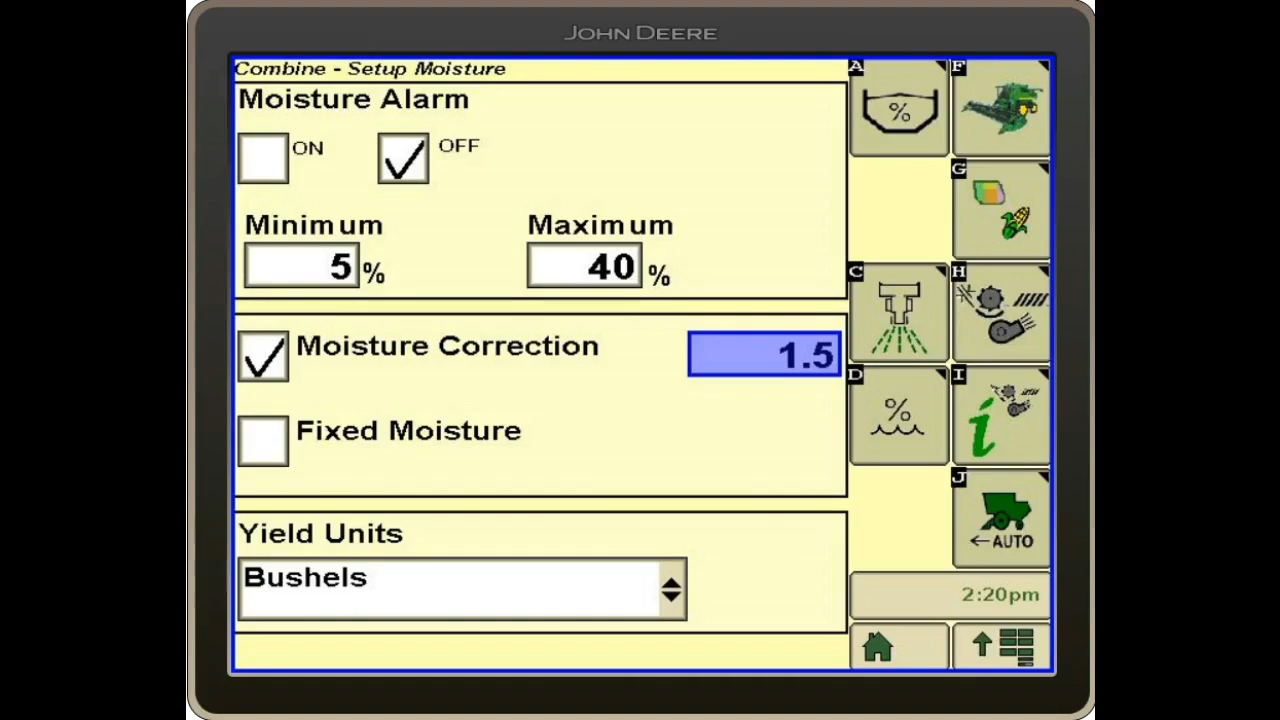 JOHN DEERE
Combine - Setup Moisture
Moisture Alarm
ON
OFF
Minimum
Maximum
5 %
40 %
Moisture Correction
1.5
Fixed Moisture
Yield Units
Bushels
A
%
F
G
C
H
D
%
I
i
J
←AUTO
2:20pm